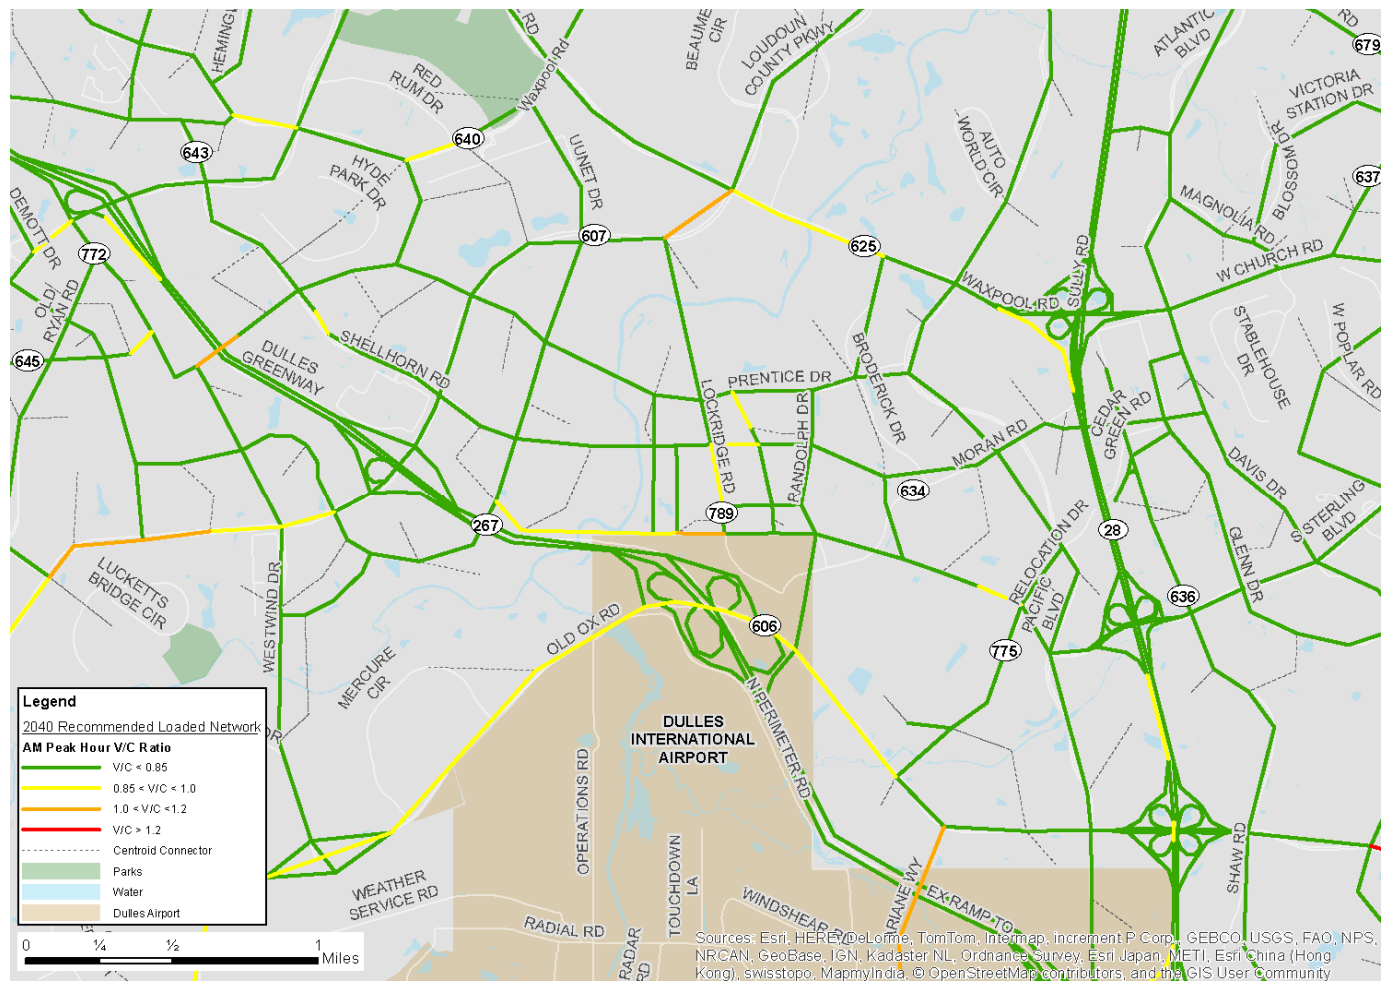 HEMING
RED
RUM DR
L RD
Waxpool Rd
BEAUME
CIR
LOUDOUN
COUNTY PKWY
ATLANTIC
BLVD
RD
679
VICTORIA
STATION DR
BLOSSOM DR
637
643
640
HYDE
PARK DR
UUNET DR
AUTO
WORLD CIR
MAGNOLIA RD
DEMOTT DR
772
607
625
W CHURCH RD
OLD
RYAN RD
WAXPOOL RD
SULLY RD
STABLEHOUSE
DR
W POPLAR RD
645
DULLES
GREENWAY
SHELLHORN RD
LOCKRIDGE RD
PRENTICE DR
RANDOLPH DR
BRODERICK DR
MORAN RD
CEDAR
GREEN RD
DAVIS DR
634
S STERLING
BLVD
267
789
28
RELOCATION DR
PACIFIC
BLVD
GLENN DR
LUCKETTS
BRIDGE CIR
WESTWIND DR
OLD OX RD
606
636
775
MERCURE
CIR
N PERIMETER RD
DULLES
INTERNATIONAL
AIRPORT
OPERATIONS RD
DR
Legend
2040 Recommended Loaded Network
AM Peak Hour V/C Ratio
V/C < 0.85
0.85 < V/C < 1.0
1.0 < V/C <1.2
V/C > 1.2
Centroid Connector
Parks
Water
Dulles Airport
WEATHER
SERVICE RD
RADIAL RD
TOUCHDOWN
LA
WINDSHEAR RD
ARIANE WY
EX-RAMP TO
SHAW RD
RADAR
RD
0 ¼ ½ 1
Miles
Sources: Esri, HERE, DeLorme, TomTom, Intermap, increment P Corp., GEBCO, USGS, FAO, NPS,
NRCAN, GeoBase, IGN, Kadaster NL, Ordnance Survey, Esri Japan, METI, Esri China (Hong
Kong), swisstopo, MapmyIndia, © OpenStreetMap contributors, and the GIS User Community